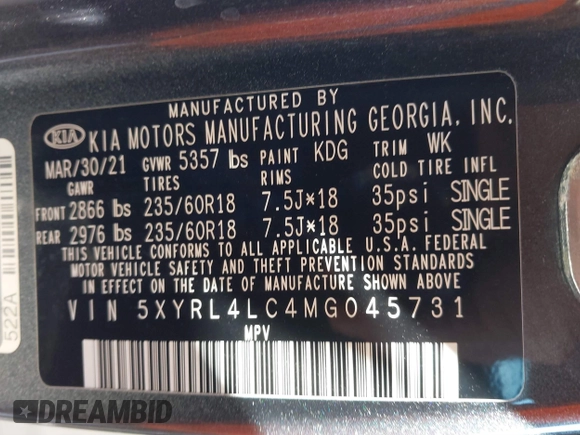 MANUFACTURED BY
KIA KIA MOTORS MANUFACTURING GEORGIA, INC.
MAR/30/21 GVWR 5357 lbs PAINT KDG TRIM WK
GAWR TIRES RIMS COLD TIRE INFL
FRONT 2866 lbs 235/60R18 7.5J*18 35psi SINGLE
REAR 2976 lbs 235/60R18 7.5J*18 35psi SINGLE
THIS VEHICLE CONFORMS TO ALL APPLICABLE U.S.A. FEDERAL
MOTOR VEHICLE SAFETY AND THEFT PREVENTION STANDARDS
IN EFFECT ON THE DATE OF MANUFACTURE SHOWN ABOVE.
VIN 5XYRL4LC4MG045731
MPV
522A
DREAMBID